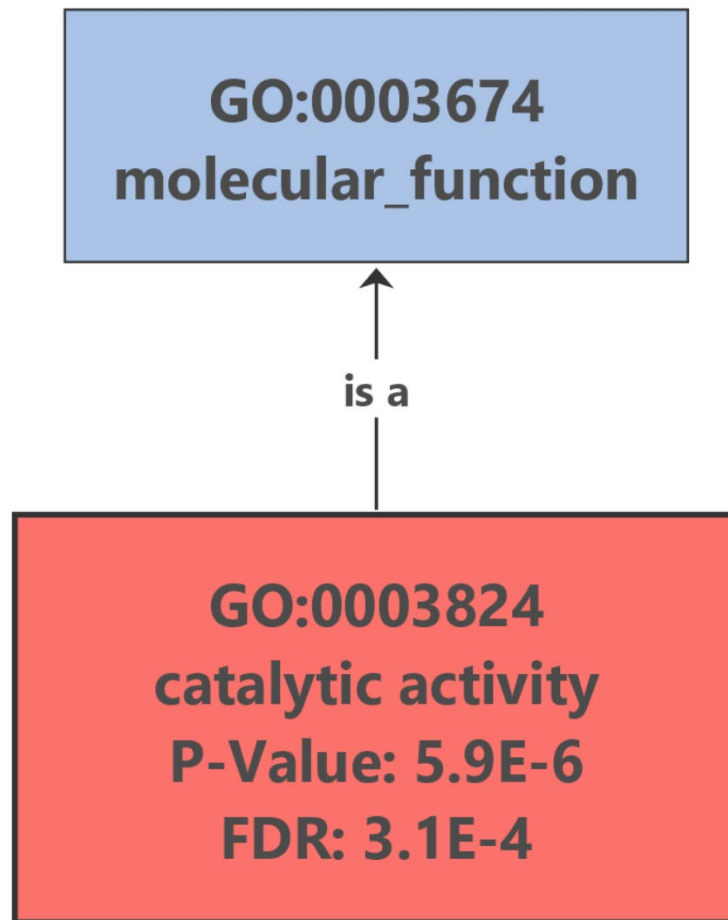 GO:0003674
molecular_function
is a
GO:0003824
catalytic activity
P-Value: 5.9E-6
FDR: 3.1E-4